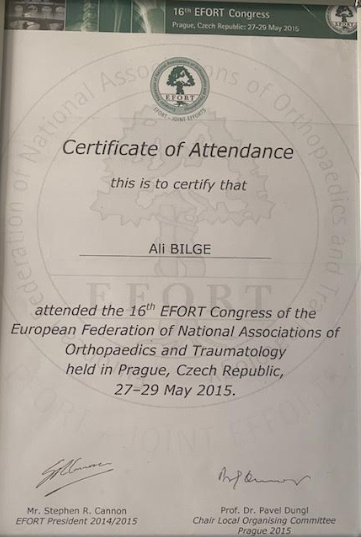 16th EFORT Congress
Prague, Czech Republic: 27-29 May 2015
EFORT
EFORT - JOINT EFFORTS
Certificate of Attendance
this is to certify that
Ali BILGE
attended the 16th EFORT Congress of the
European Federation of National Associations of
Orthopaedics and Traumatology
held in Prague, Czech Republic,
27–29 May 2015.
Mr. Stephen R. Cannon
EFORT President 2014/2015
Prof. Dr. Pavel Dungl
Chair Local Organising Committee
Prague 2015